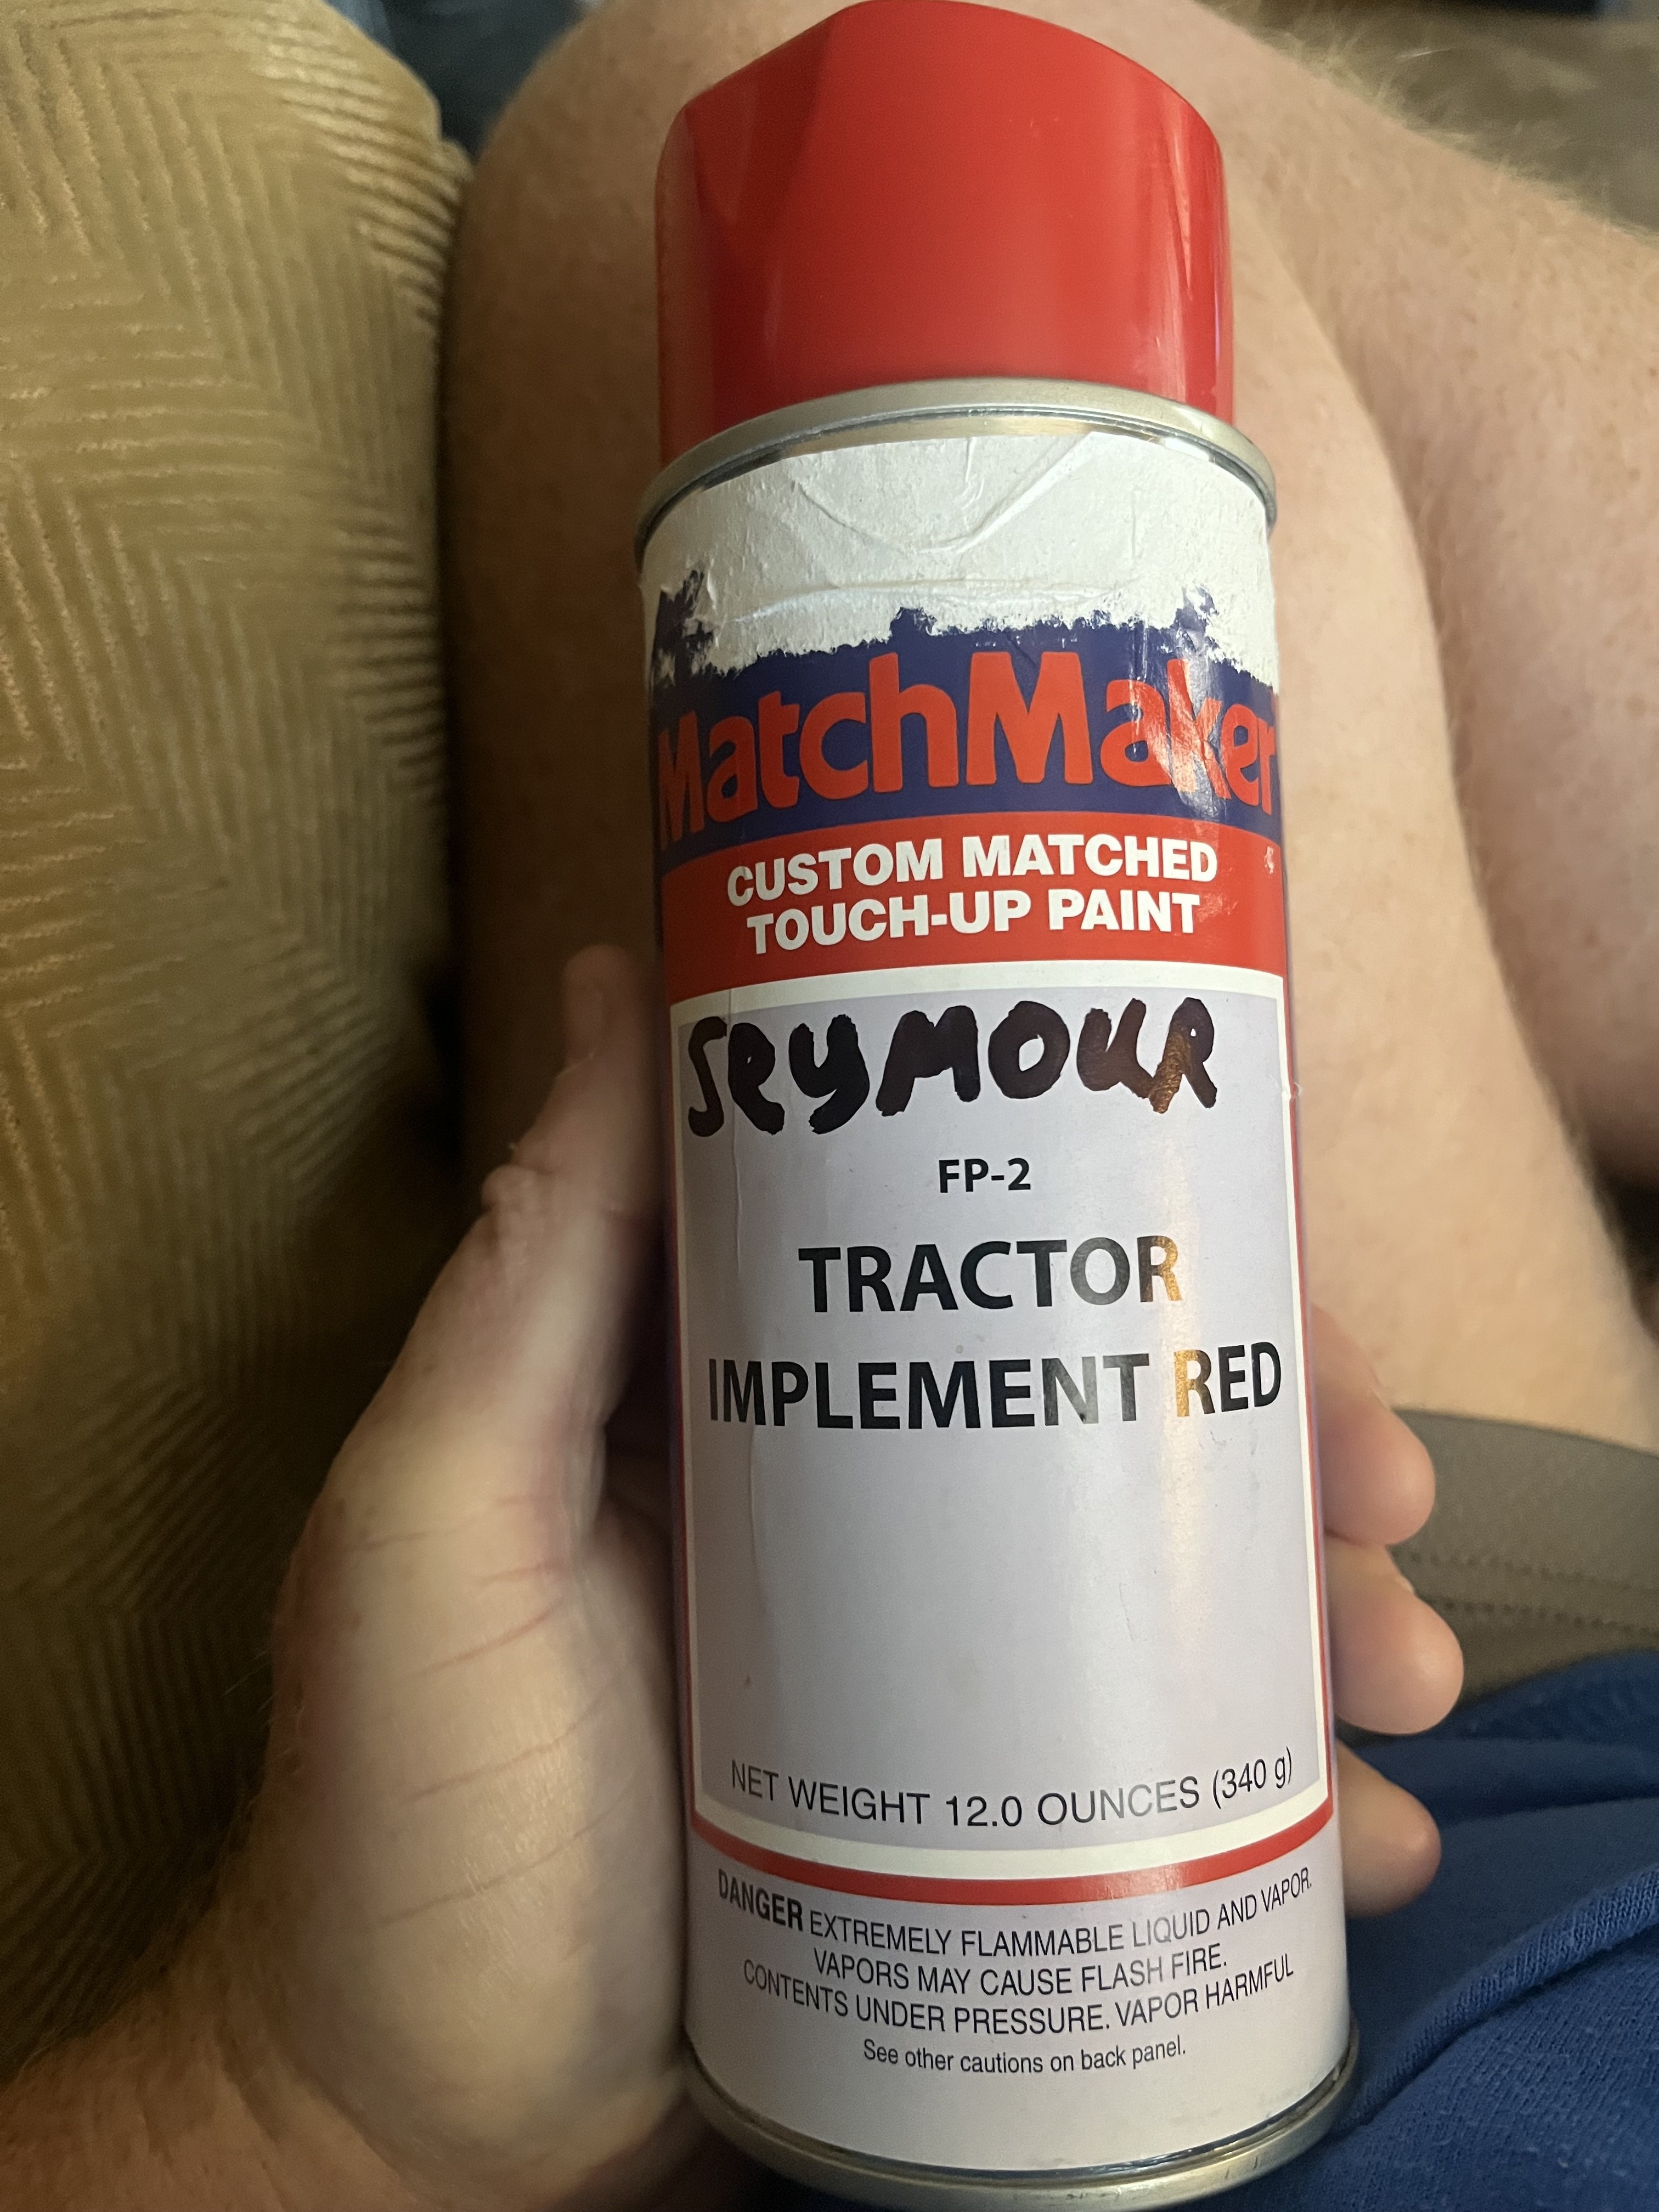 MatchMaker
CUSTOM MATCHED
TOUCH-UP PAINT
SeyMOUR
FP-2
TRACTOR
IMPLEMENT RED
NET WEIGHT 12.0 OUNCES (340 g)
DANGER EXTREMELY FLAMMABLE LIQUID AND VAPOR.
VAPORS MAY CAUSE FLASH FIRE.
CONTENTS UNDER PRESSURE. VAPOR HARMFUL
See other cautions on back panel.